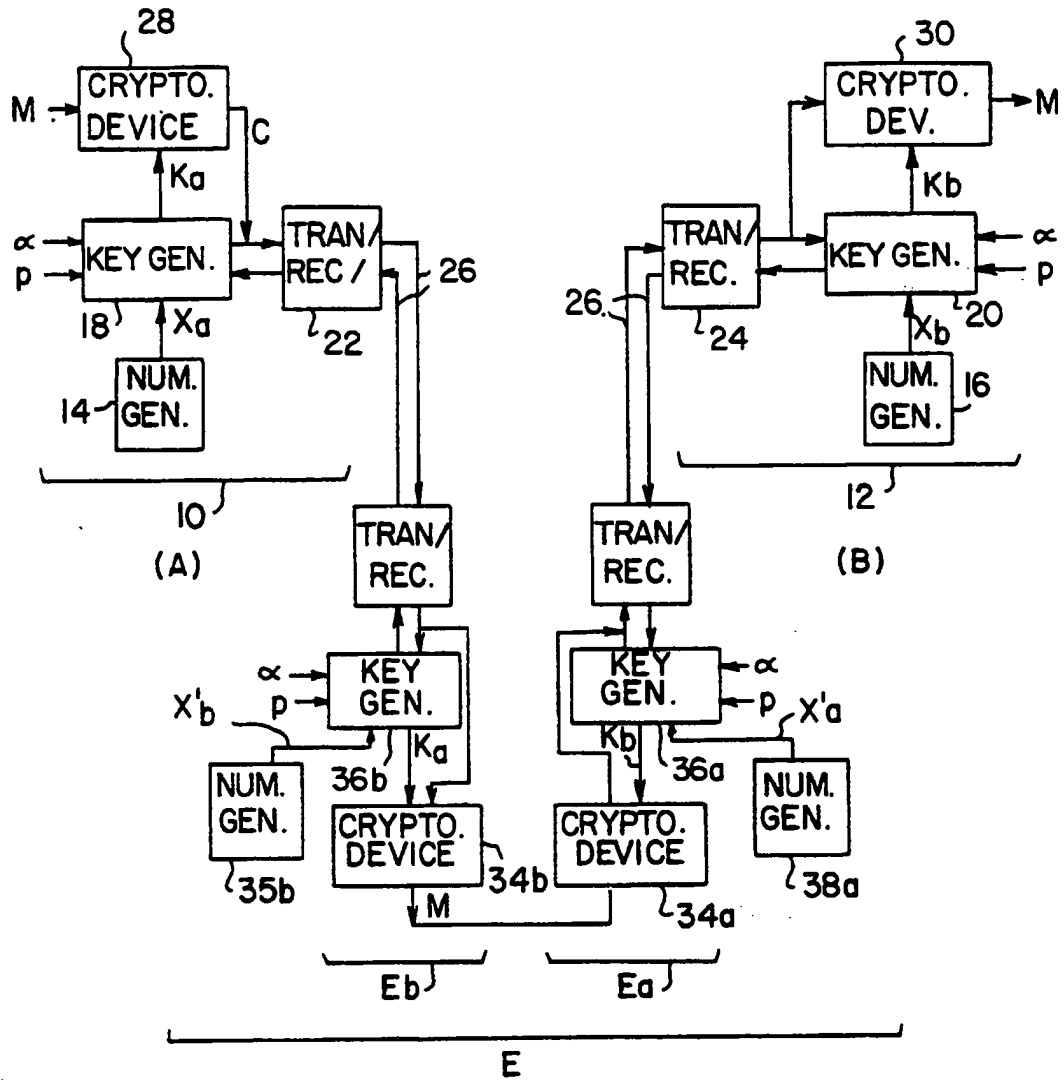 28
CRYPTO.
DEVICE
M
C
Ka
α
p
KEY GEN.
18
Xa
TRAN/
REC/
22
26
14
NUM.
GEN.
10
(A)
30
CRYPTO.
DEV.
M
Kb
TRAN/
REC.
24
26
KEY GEN.
α
p
20
Xb
NUM.
GEN.
16
12
(B)
TRAN/
REC.
α
p
KEY
GEN.
X'b
36b
Ka
NUM.
GEN.
35b
CRYPTO.
DEVICE
34b
M
Eb
TRAN/
REC.
KEY
GEN.
α
p
X'a
Kb
36a
NUM.
GEN.
38a
CRYPTO.
DEVICE
34a
Ea
E